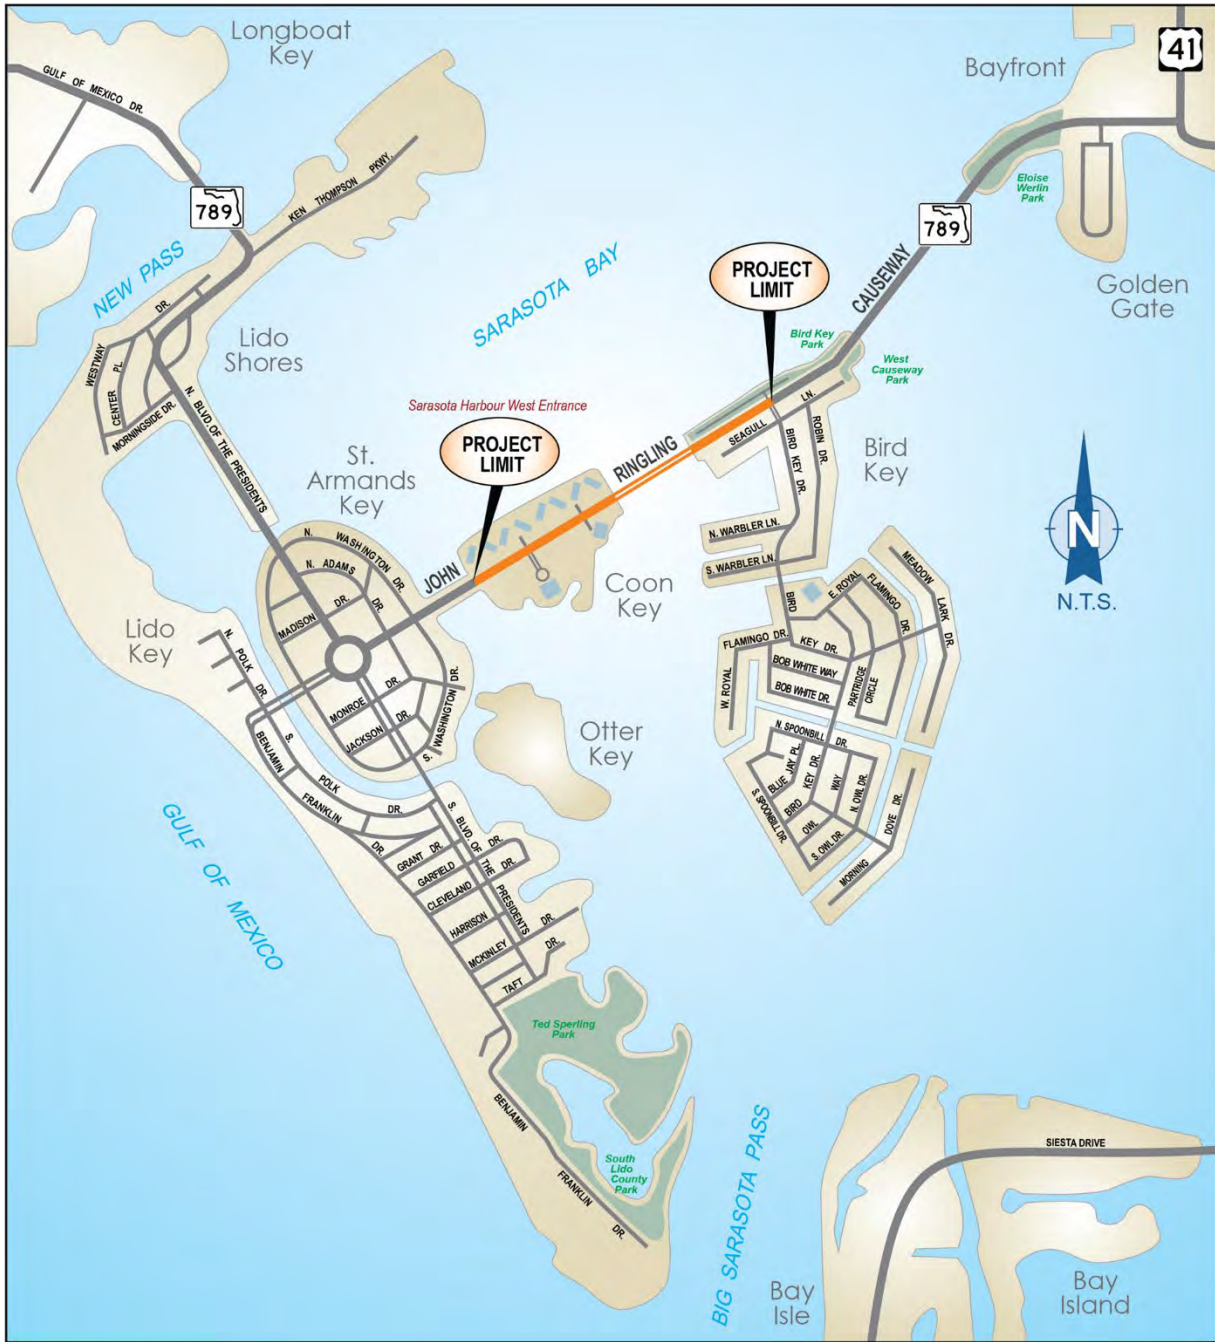 Longboat
Key
41
Bayfront
GULF OF MEXICO DR.
KEN THOMPSON PKWY.
789
Eloise
Werlin
Park
789
NEW PASS
SARASOTA BAY
PROJECT
LIMIT
CAUSEWAY
Golden
Gate
WESTWAY DR.
CENTER PL.
MORNINGSIDE DR.
Lido
Shores
N. BLVD. OF THE PRESIDENTS
Bird Key
Park
West
Causeway
Park
Sarasota Harbour West Entrance
PROJECT
LIMIT
RINGLING
SEAGULL LN.
BIRD KEY DR.
ROBIN DR.
Bird
Key
St.
Armands
Key
N
N.T.S.
N. WASHINGTON DR.
N. ADAMS DR.
MADISON DR.
JOHN
Coon
Key
N. WARBLER LN.
S. WARBLER LN.
MEADOW LARK DR.
E. ROYAL FLAMINGO DR.
BIRD KEY DR.
W. ROYAL FLAMINGO DR.
BOB WHITE WAY
BOB WHITE DR.
PARTRIDGE
CIRCLE
Lido
Key
N. POLK DR.
MONROE DR.
JACKSON DR.
S. WASHINGTON DR.
Otter
Key
N. SPOONBILL DR.
BLUE JAY PL.
BIRD KEY DR.
OWL WAY
N. OWL DR.
S. OWL DR.
S. SPOONBILL DR.
MORNING DOVE DR.
BENJAMIN FRANKLIN DR.
S. POLK DR.
S. BLVD. OF THE PRESIDENTS
GRANT DR.
GARFIELD DR.
CLEVELAND DR.
HARRISON
MCKINLEY DR.
TAFT DR.
GULF OF MEXICO
Ted Sperling
Park
BENJAMIN FRANKLIN DR.
South
Lido
County
Park
BIG SARASOTA PASS
SIESTA DRIVE
Bay
Isle
Bay
Island